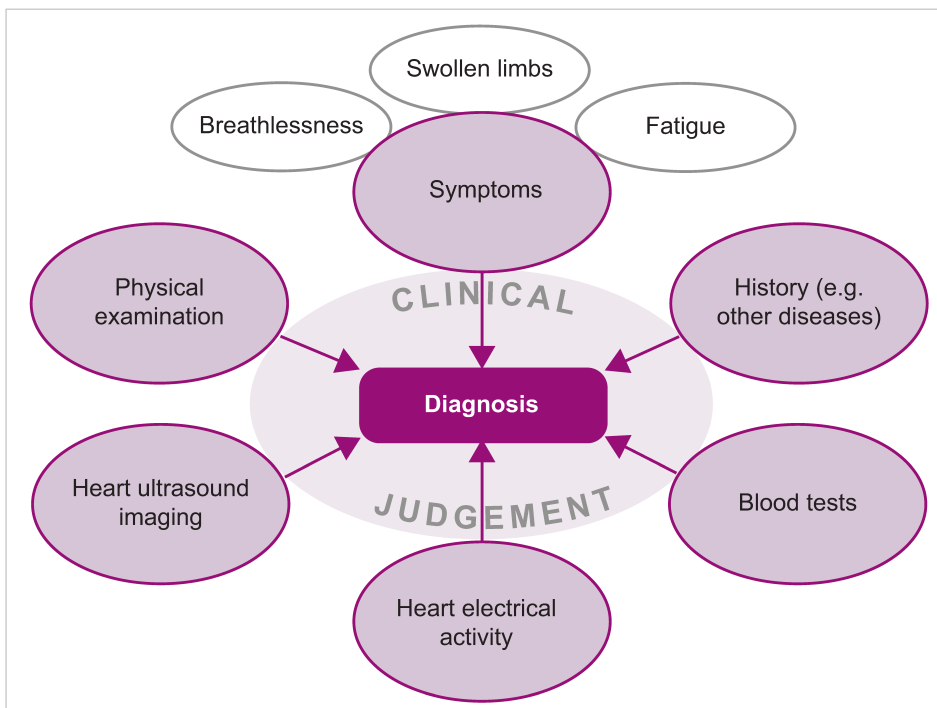 Swollen limbs
Breathlessness
Fatigue
Symptoms
Physical
examination
History (e.g.
other diseases)
CLINICAL
Diagnosis
JUDGEMENT
Heart ultrasound
imaging
Blood tests
Heart electrical
activity